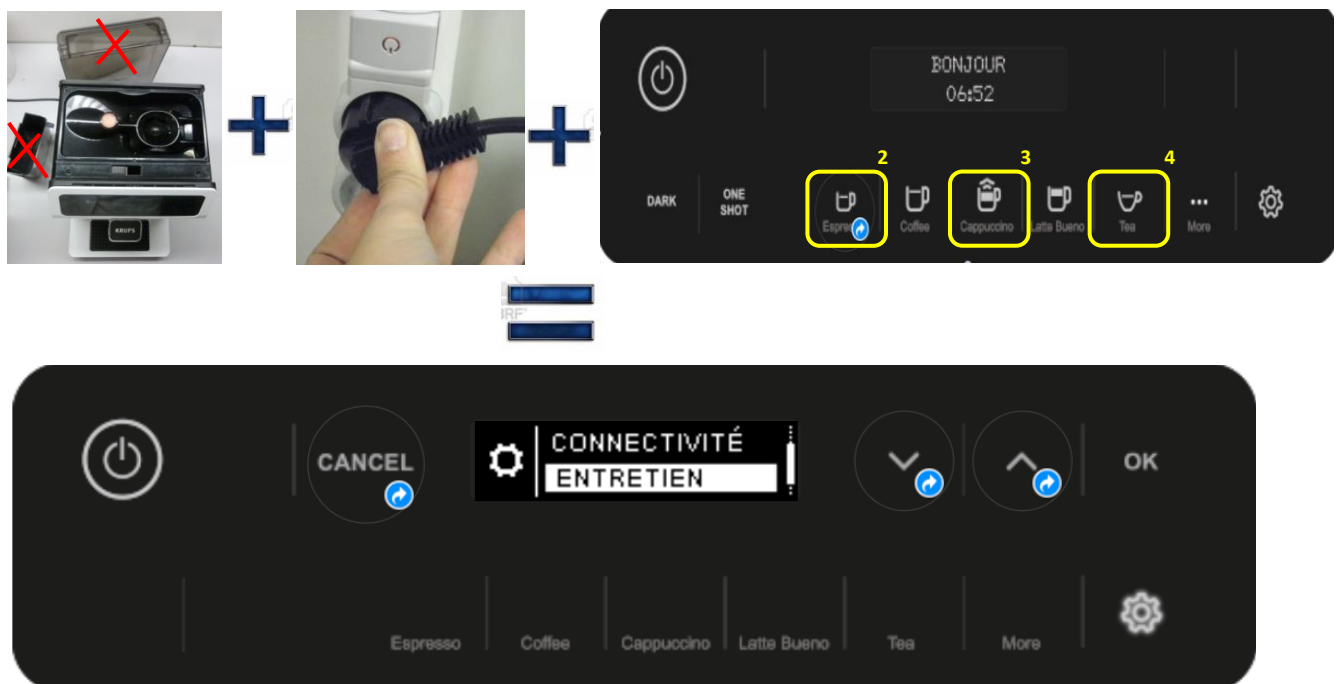 KRUPS
BONJOUR
06:52
2
3
4
DARK
ONE
SHOT
Espresso
Coffee
Cappuccino
Latte Bueno
Tea
More
CANCEL
CONNECTIVITÉ
ENTRETIEN
OK
Espresso
Coffee
Cappuccino
Latte Bueno
Tea
More